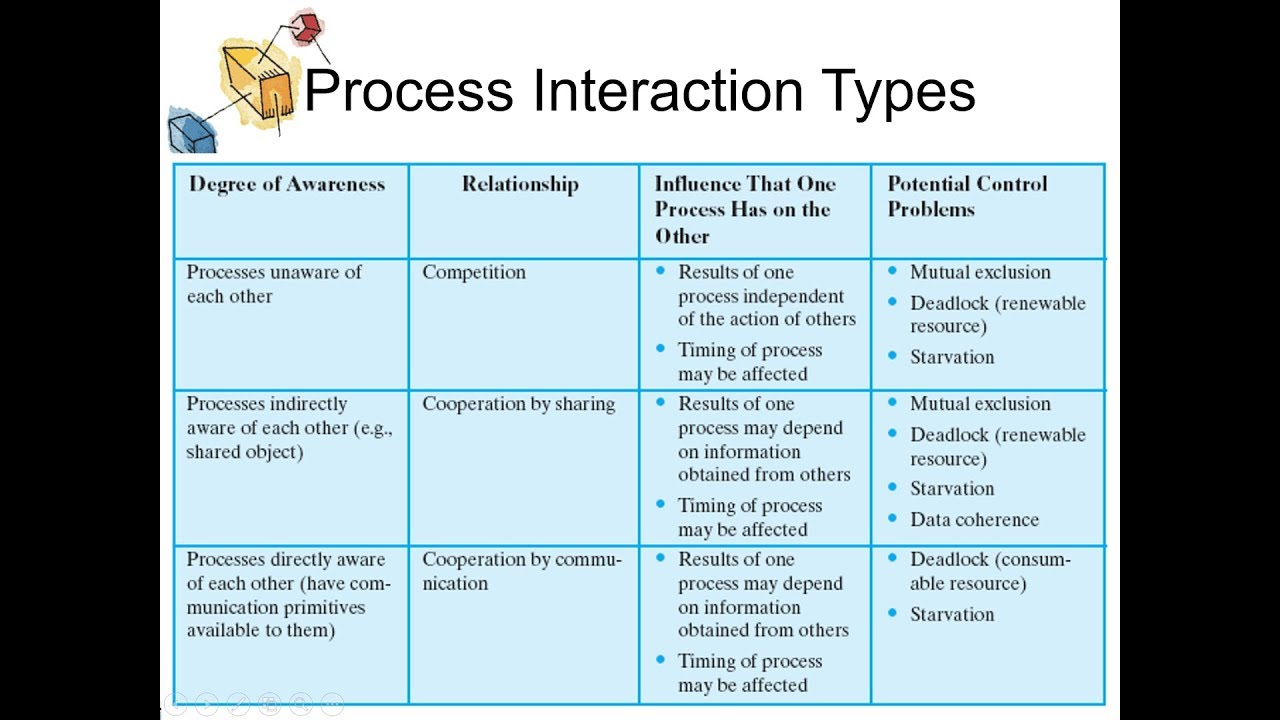 Process Interaction Types
Degree of Awareness
Relationship
Influence That One
Process Has on the
Other
Potential Control
Problems
Processes unaware of
each other
Competition
• Results of one
process independent
of the action of others
• Timing of process
may be affected
• Mutual exclusion
• Deadlock (renewable
resource)
• Starvation
Processes indirectly
aware of each other (e.g.,
shared object)
Cooperation by sharing
• Results of one
process may depend
on information
obtained from others
• Timing of process
may be affected
• Mutual exclusion
• Deadlock (renewable
resource)
• Starvation
• Data coherence
Processes directly aware
of each other (have com-
munication primitives
available to them)
Cooperation by commu-
nication
• Results of one
process may depend
on information
obtained from others
• Timing of process
may be affected
• Deadlock (consum-
able resource)
• Starvation